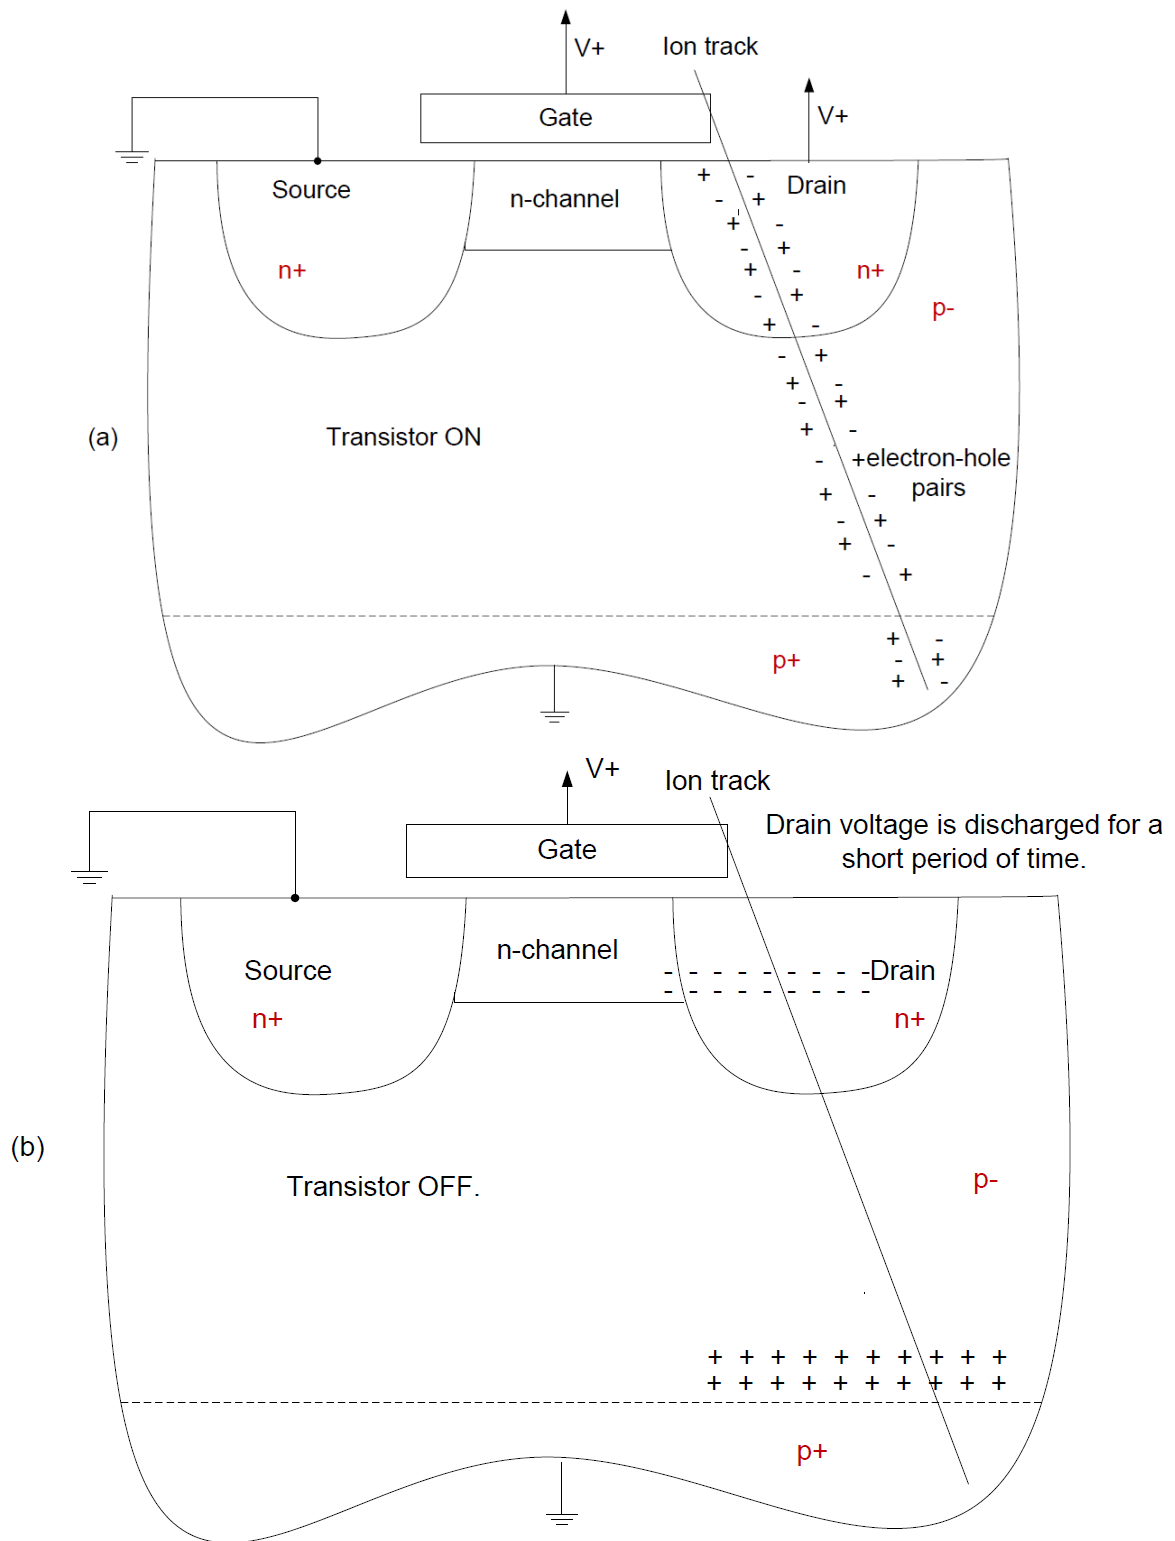 V+
Ion track
Gate
V+
Source
n-channel
Drain
n+
n+
p-
(a)
Transistor ON
electron-hole
pairs
p+
V+
Ion track
Gate
Drain voltage is discharged for a
short period of time.
Source
n-channel
Drain
n+
n+
(b)
Transistor OFF.
p-
p+